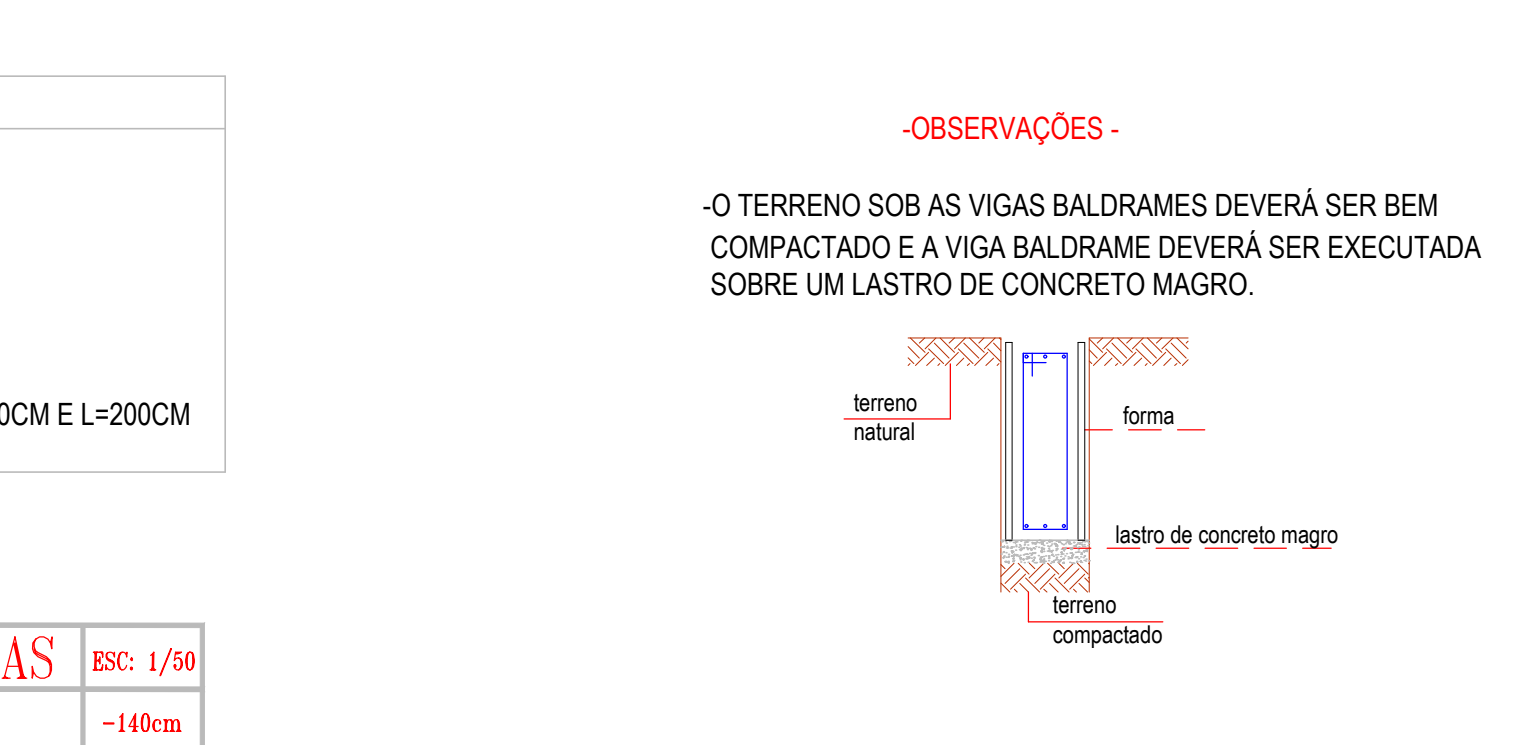 -OBSERVAÇÕES -
-O TERRENO SOB AS VIGAS BALDRAMES DEVERÁ SER BEM
COMPACTADO E A VIGA BALDRAME DEVERÁ SER EXECUTADA
SOBRE UM LASTRO DE CONCRETO MAGRO.
terreno
natural
forma
lastro de concreto magro
terreno
compactado
0CM E L=200CM
AS
ESC: 1/50
-140cm